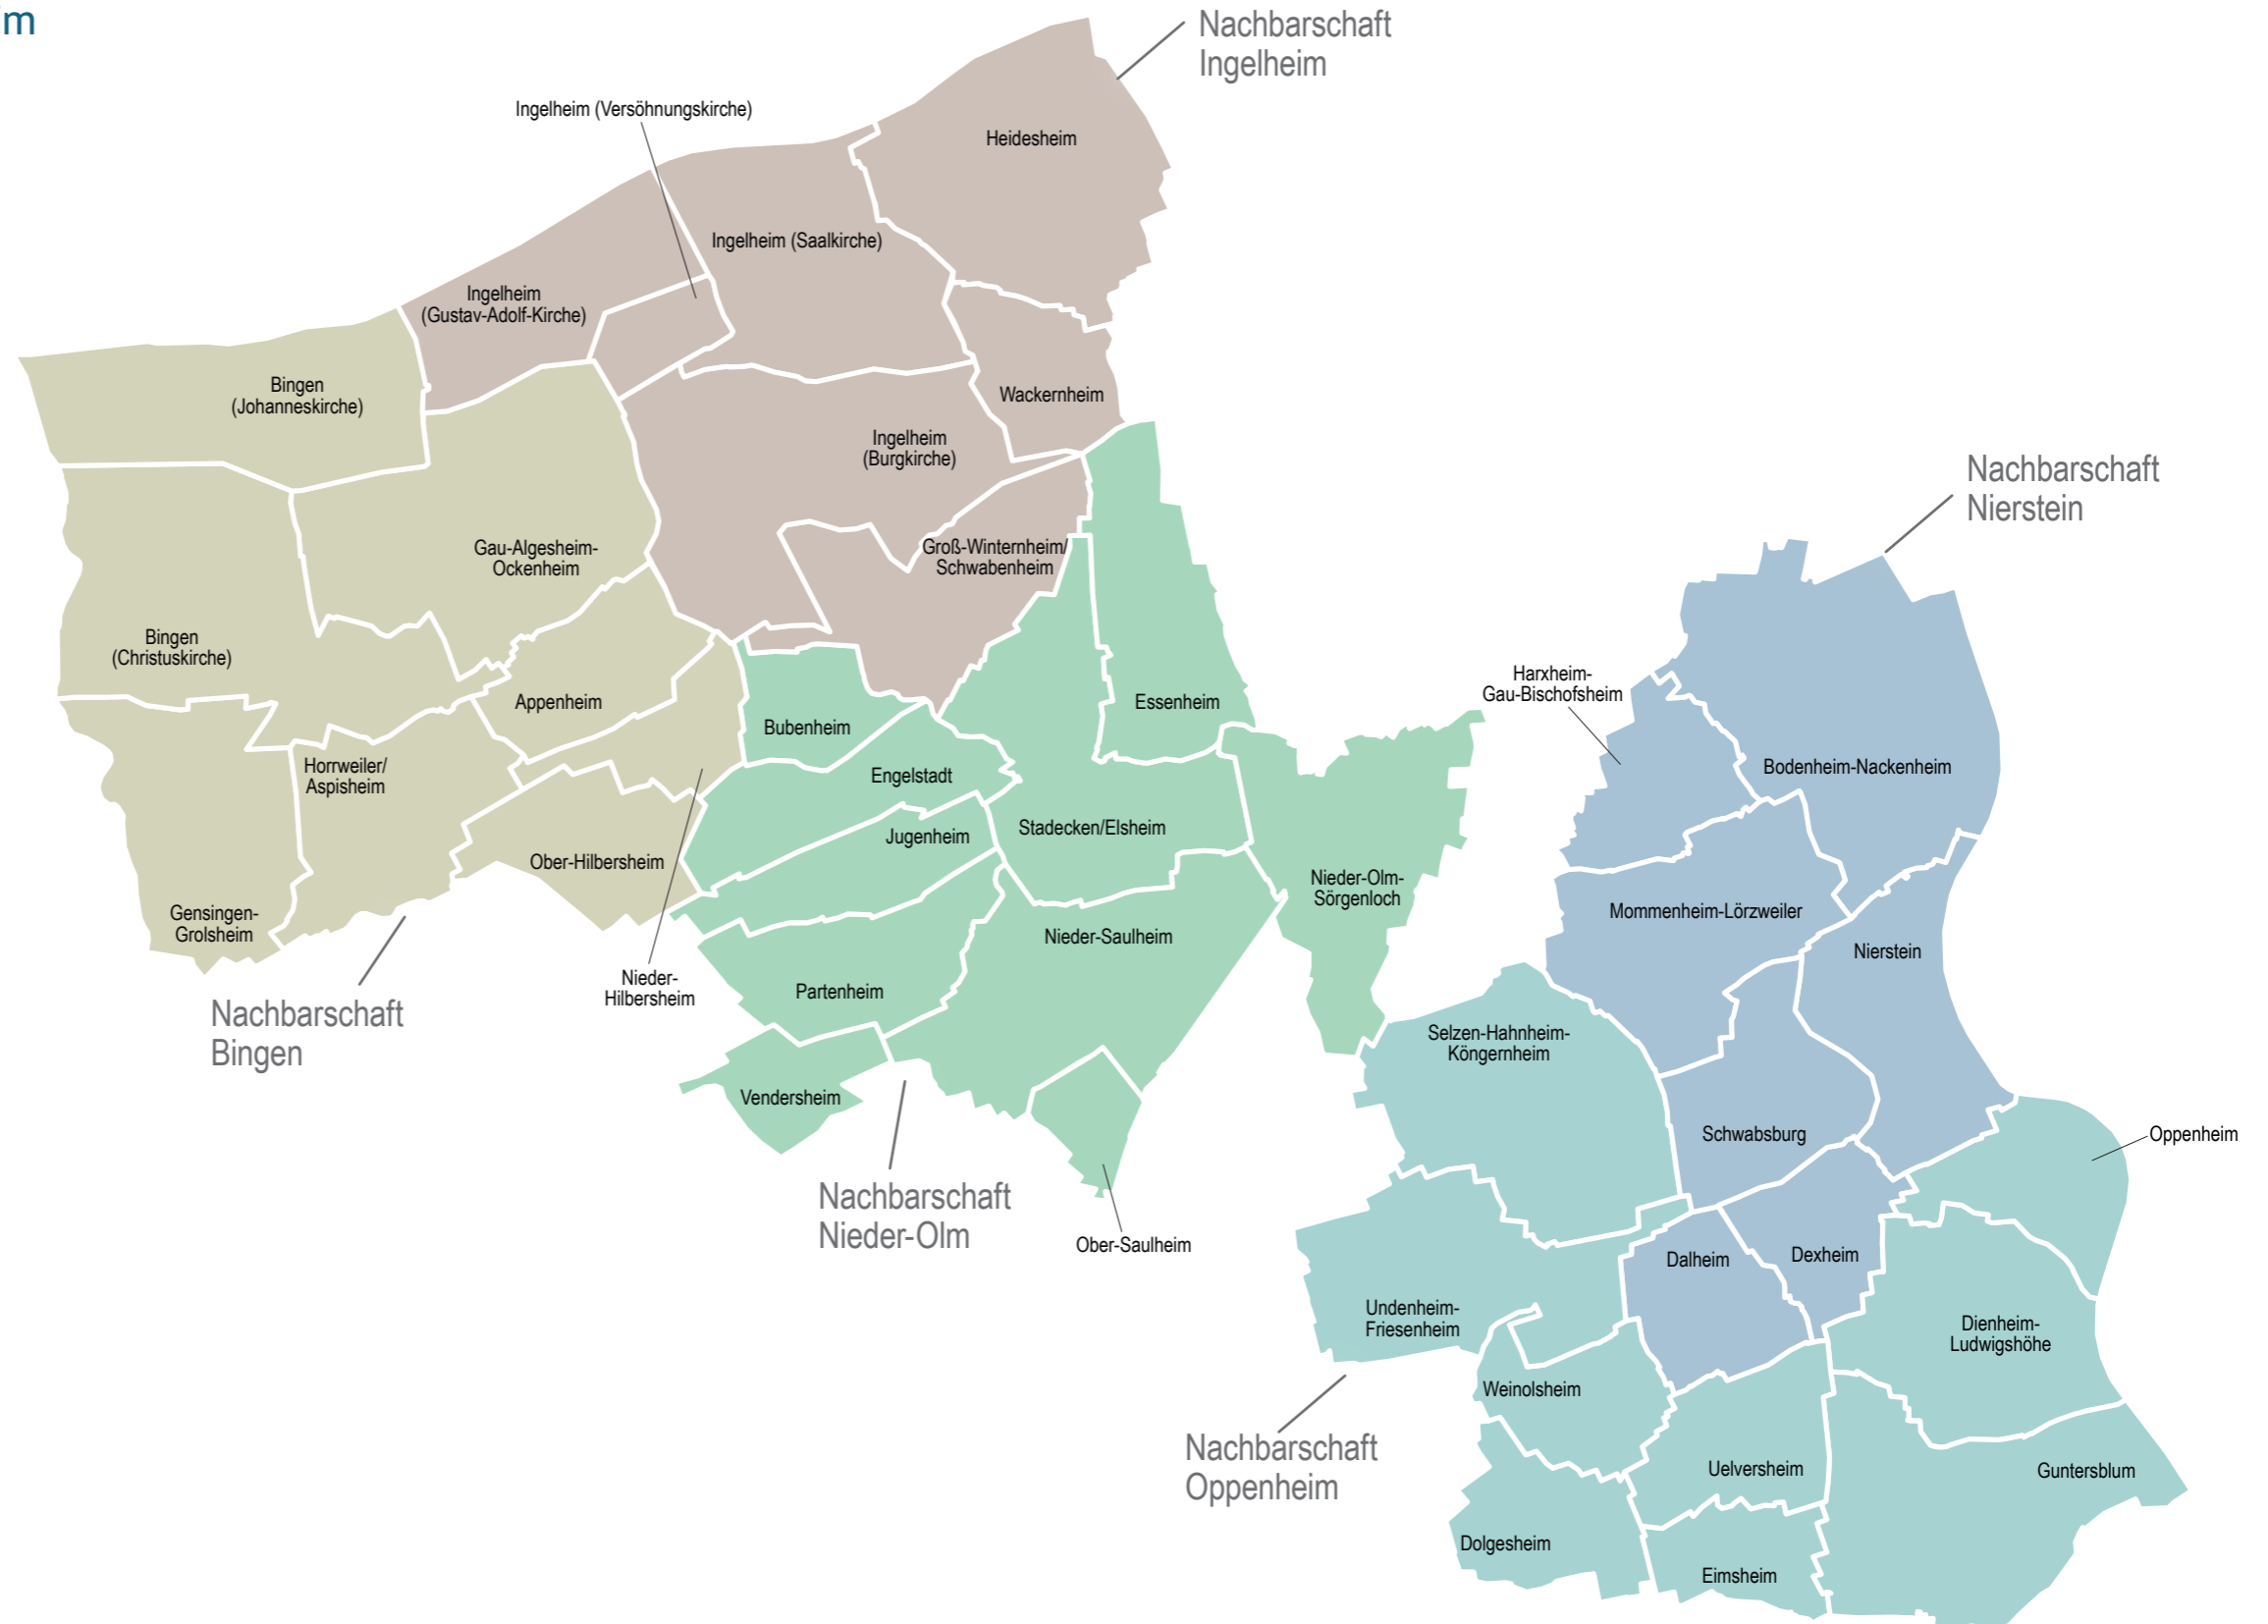 im
Nachbarschaft
Ingelheim
Ingelheim (Versöhnungskirche)
Heidesheim
Ingelheim (Saalkirche)
Ingelheim
(Gustav-Adolf-Kirche)
Bingen
(Johanneskirche)
Wackernheim
Ingelheim
(Burgkirche)
Nachbarschaft
Nierstein
Gau-Algesheim-
Ockenheim
Groß-Winternheim/
Schwabenheim
Bingen
(Christuskirche)
Appenheim
Bubenheim
Essenheim
Harxheim-
Gau-Bischofsheim
Bodenheim-Nackenheim
Horrweiler/
Aspisheim
Engelstadt
Jugenheim
Stadecken/Elsheim
Ober-Hilbersheim
Nieder-Olm-
Sörgenloch
Mommenheim-Lörzweiler
Gensingen-
Grolsheim
Nieder-Saulheim
Nierstein
Nieder-
Hilbersheim
Partenheim
Nachbarschaft
Bingen
Selzen-Hahnheim-
Köngernheim
Vendersheim
Schwabsburg
Oppenheim
Nachbarschaft
Nieder-Olm
Ober-Saulheim
Dalheim
Dexheim
Undenheim-
Friesenheim
Dienheim-
Ludwigshöhe
Weinolsheim
Nachbarschaft
Oppenheim
Uelversheim
Guntersblum
Dolgesheim
Eimsheim